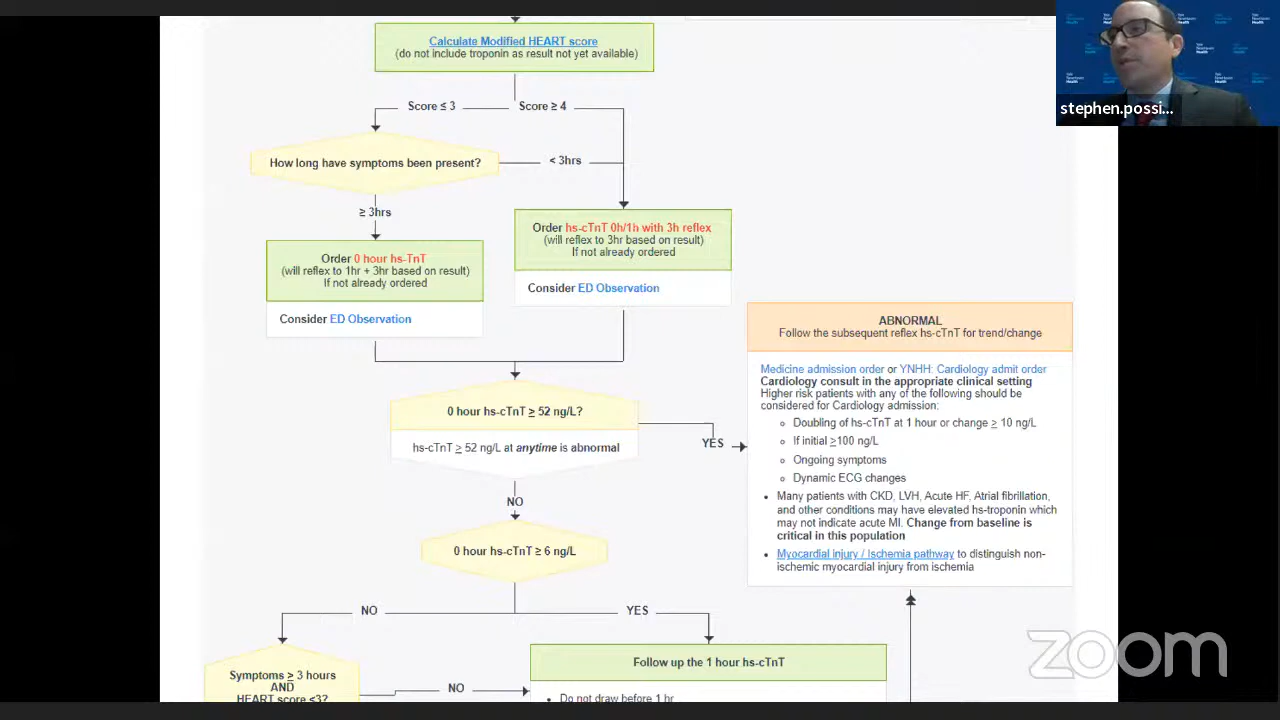 Calculate Modified HEART score
(do not include troponin as result not yet available)
Score ≤ 3
Score ≥ 4
How long have symptoms been present?
< 3hrs
≥ 3hrs
Order hs-cTnT 0h/1h with 3h reflex
(will reflex to 3hr based on result)
If not already ordered
Consider ED Observation
Order 0 hour hs-TnT
(will reflex to 1hr + 3hr based on result)
If not already ordered
Consider ED Observation
0 hour hs-cTnT ≥ 52 ng/L?
hs-cTnT ≥ 52 ng/L at anytime is abnormal
YES
NO
0 hour hs-cTnT ≥ 6 ng/L
NO
YES
Symptoms ≥ 3 hours
AND
HEART score ≤3?
NO
Follow up the 1 hour hs-cTnT
• Do not draw before 1 hr
ABNORMAL
Follow the subsequent reflex hs-cTnT for trend/change
Medicine admission order or YNHH: Cardiology admit order
Cardiology consult in the appropriate clinical setting
Higher risk patients with any of the following should be
considered for Cardiology admission:
○ Doubling of hs-cTnT at 1 hour or change ≥ 10 ng/L
○ If initial ≥100 ng/L
○ Ongoing symptoms
○ Dynamic ECG changes
• Many patients with CKD, LVH, Acute HF, Atrial fibrillation,
and other conditions may have elevated hs-troponin which
may not indicate acute MI. Change from baseline is
critical in this population
• Myocardial injury / Ischemia pathway to distinguish non-
ischemic myocardial injury from ischemia
stephen.possi...
zoom